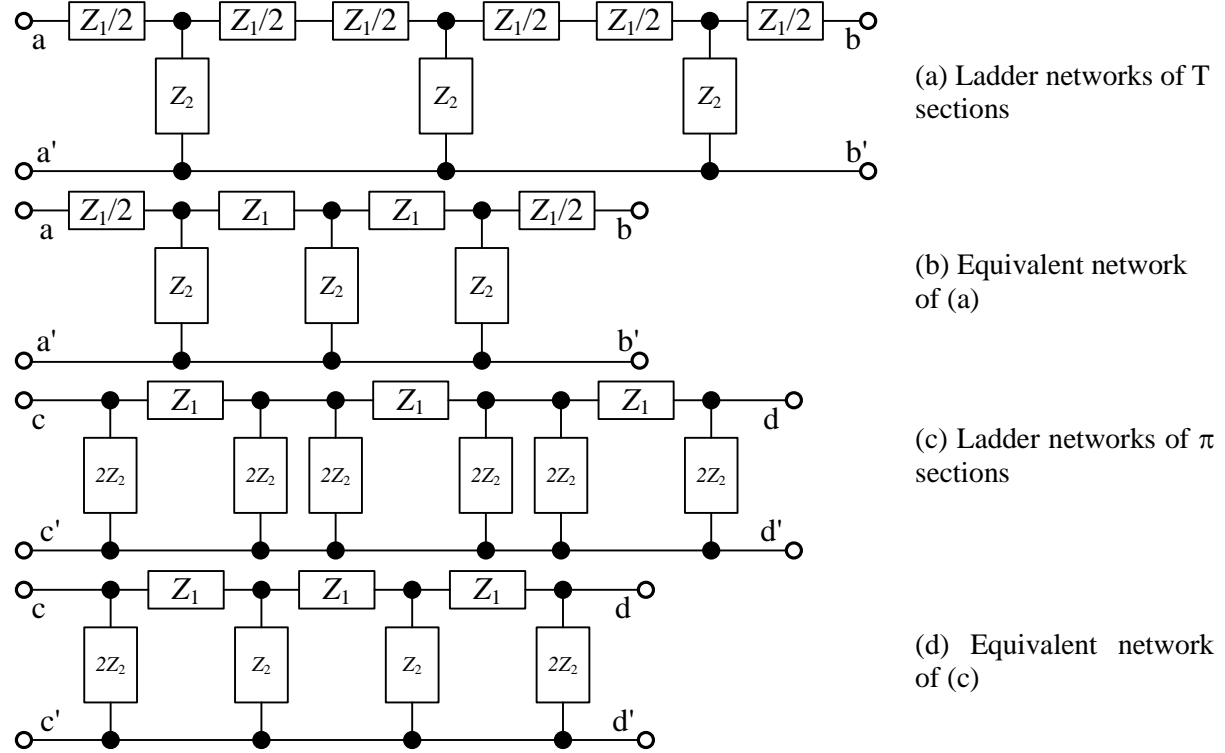 Z₁/2 Z₁/2 Z₁/2 Z₁/2 Z₁/2 Z₁/2
a b
Z₂ Z₂ Z₂
a' b'
(a) Ladder networks of T
sections
Z₁/2 Z₁ Z₁ Z₁/2
a b
Z₂ Z₂ Z₂
a' b'
(b) Equivalent network
of (a)
Z₁ Z₁ Z₁
c d
2Z₂ 2Z₂ 2Z₂ 2Z₂ 2Z₂ 2Z₂
c' d'
(c) Ladder networks of π
sections
Z₁ Z₁ Z₁
c d
2Z₂ Z₂ Z₂ 2Z₂
c' d'
(d) Equivalent network
of (c)